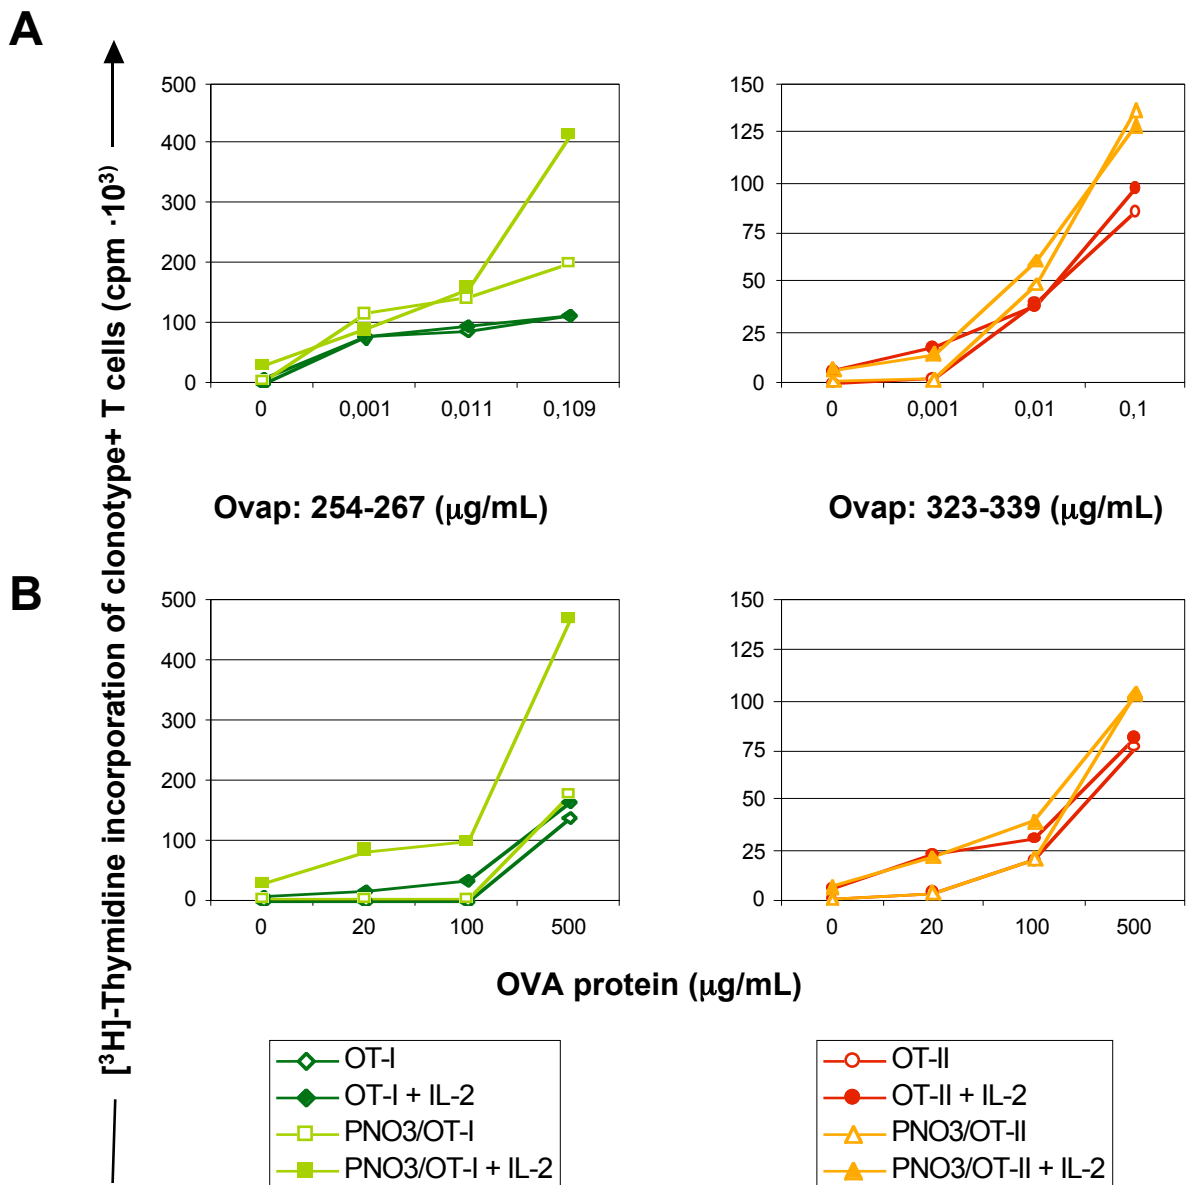 A
[³H]-Thymidine incorporation of clonotype+ T cells (cpm ·10³)
500
400
300
200
100
0
0 0,001 0,011 0,109
Ovap: 254-267 (µg/mL)
150
125
100
75
50
25
0
0 0,001 0,01 0,1
Ovap: 323-339 (µg/mL)
B
500
400
300
200
100
0
0 20 100 500
150
125
100
75
50
25
0
0 20 100 500
OVA protein (µg/mL)
OT-I
OT-I + IL-2
PNO3/OT-I
PNO3/OT-I + IL-2
OT-II
OT-II + IL-2
PNO3/OT-II
PNO3/OT-II + IL-2